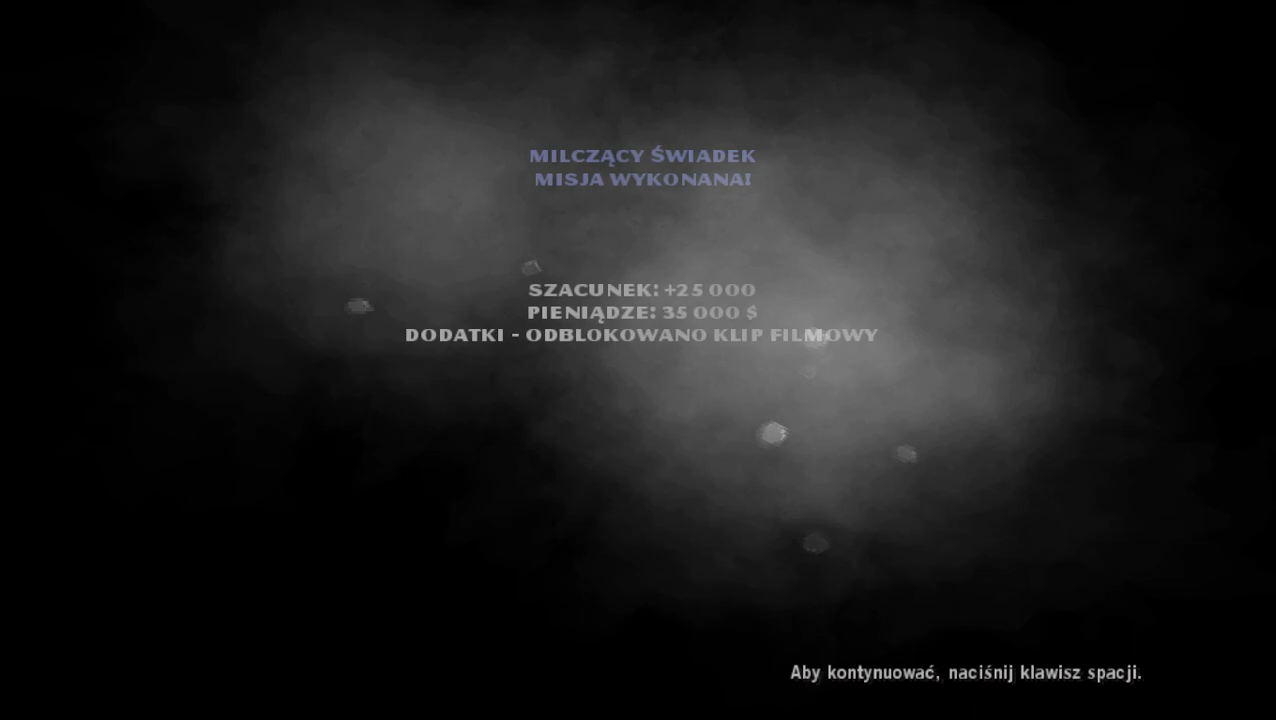 MILCZĄCY ŚWIADEK
MISJA WYKONANA!
SZACUNEK: +25 000
PIENIĄDZE: 35 000 $
DODATKI - ODBLOKOWANO KLIP FILMOWY
Aby kontynuować, naciśnij klawisz spacji.